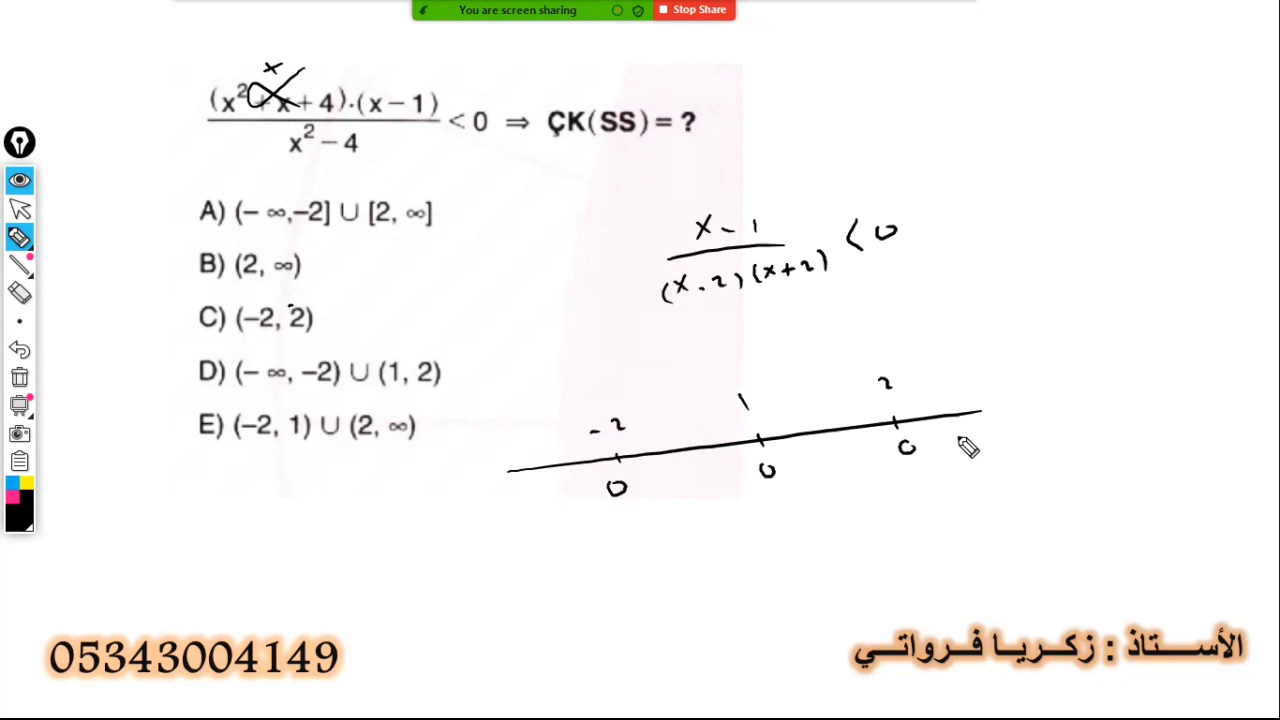 You are screen sharing Stop Share
x
(x² + x + 4)·(x − 1)
x² − 4
< 0 ⇒ ÇK(SS) = ?
A) (− ∞,−2] ∪ [2, ∞]
B) (2, ∞)
C) (−2, 2)
D) (− ∞, −2) ∪ (1, 2)
E) (−2, 1) ∪ (2, ∞)
x - 1
(x - 2) (x + 2)
< 0
- 2 1 2
0 0 0
05343004149
الأستاذ : زكريا فرواتي